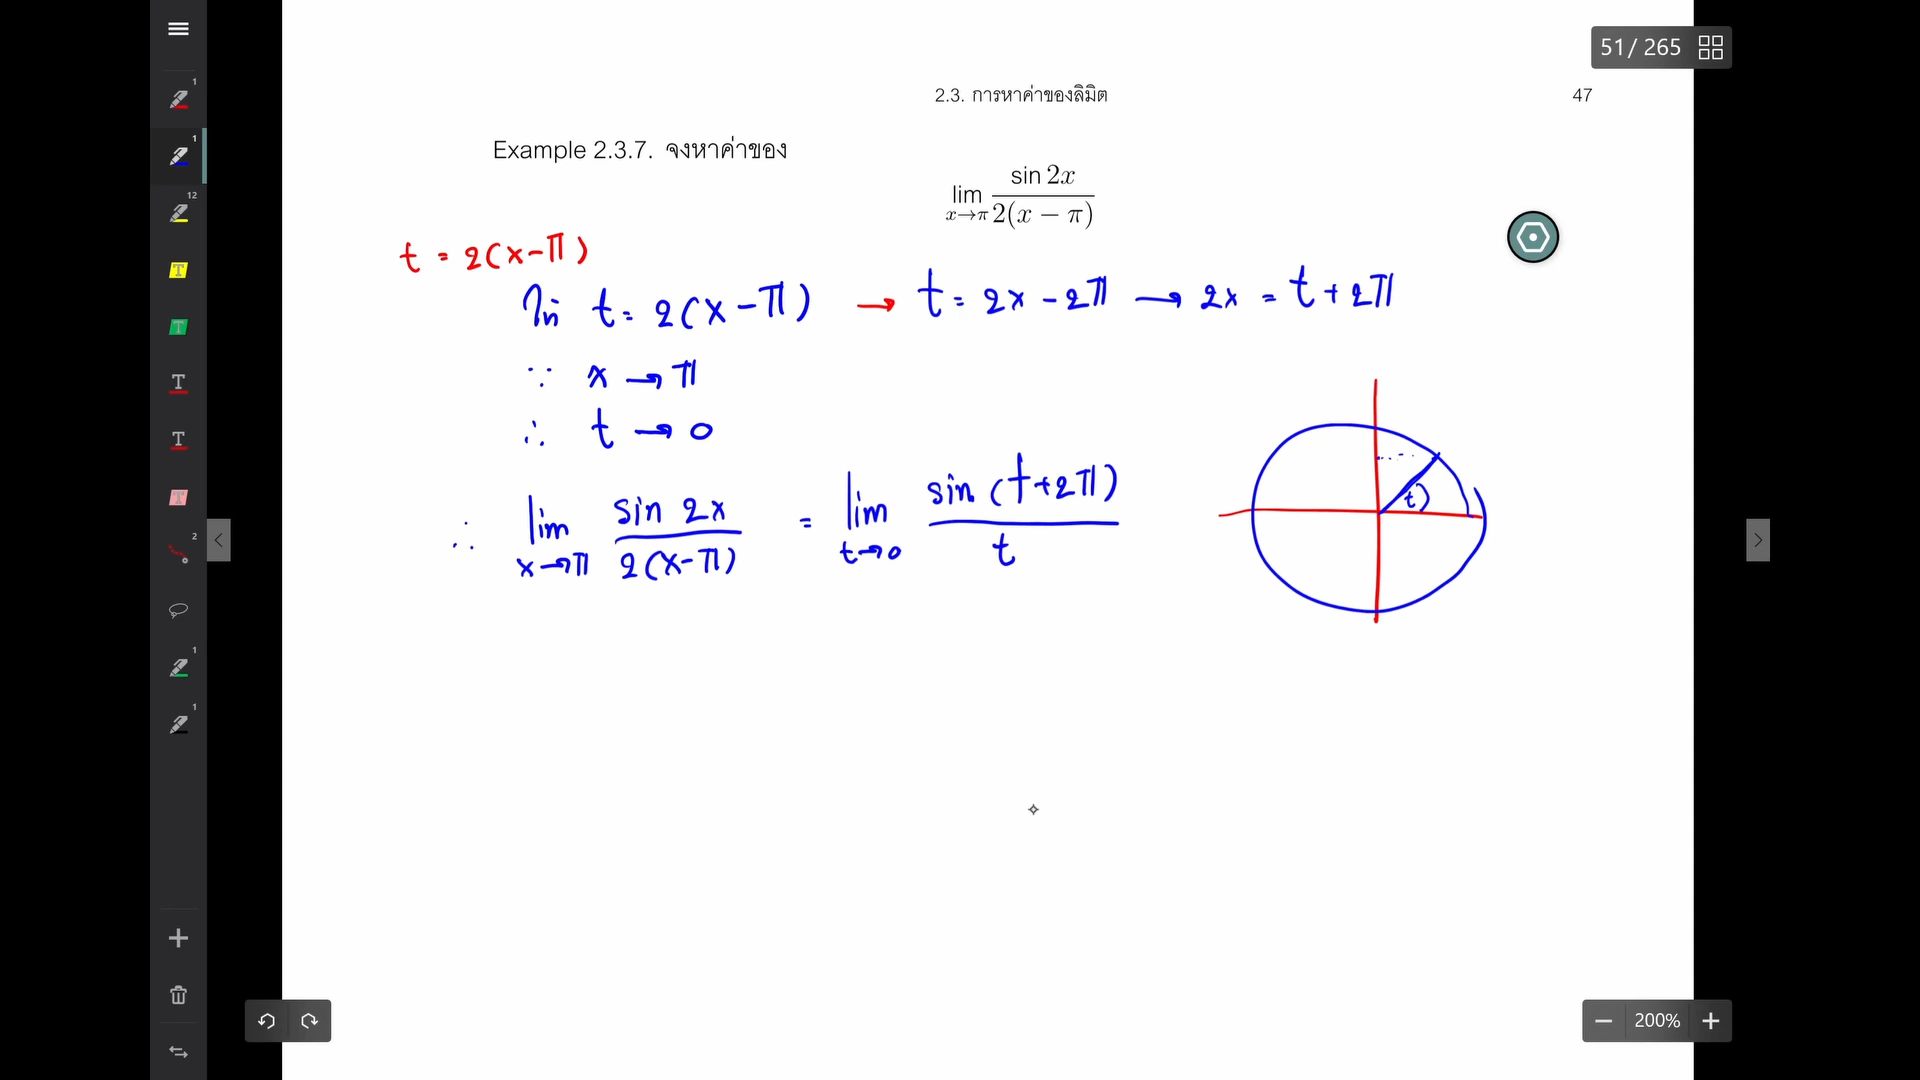 51/ 265
2.3. การหาค่าของลิมิต 47
Example 2.3.7. จงหาค่าของ
lim x→π sin 2x / 2(x − π)
t = 2(x-π)
ให้ t = 2(x-π) → t = 2x - 2π → 2x = t + 2π
∵ x → π
∴ t → 0
∴ lim x→π sin 2x / 2(x-π) = lim t→0 sin (t+2π) / t
t
200%